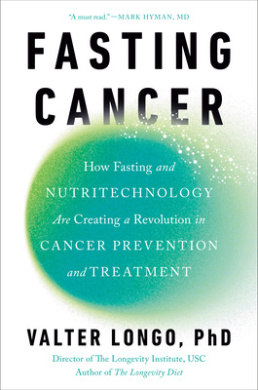 "A must read." —MARK HYMAN, MD
FASTING
CANCER
How Fasting and
NUTRITECHNOLOGY
Are Creating a Revolution in
CANCER PREVENTION
and TREATMENT
VALTER LONGO, PhD
Director of The Longevity Institute, USC
Author of The Longevity Diet